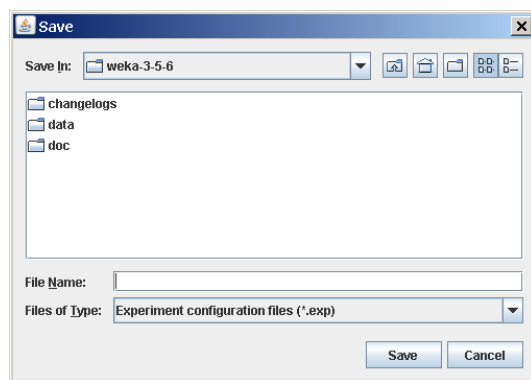 Save
Save In: weka-3-5-6
changelogs
data
doc
File Name:
Files of Type: Experiment configuration files (*.exp)
Save Cancel